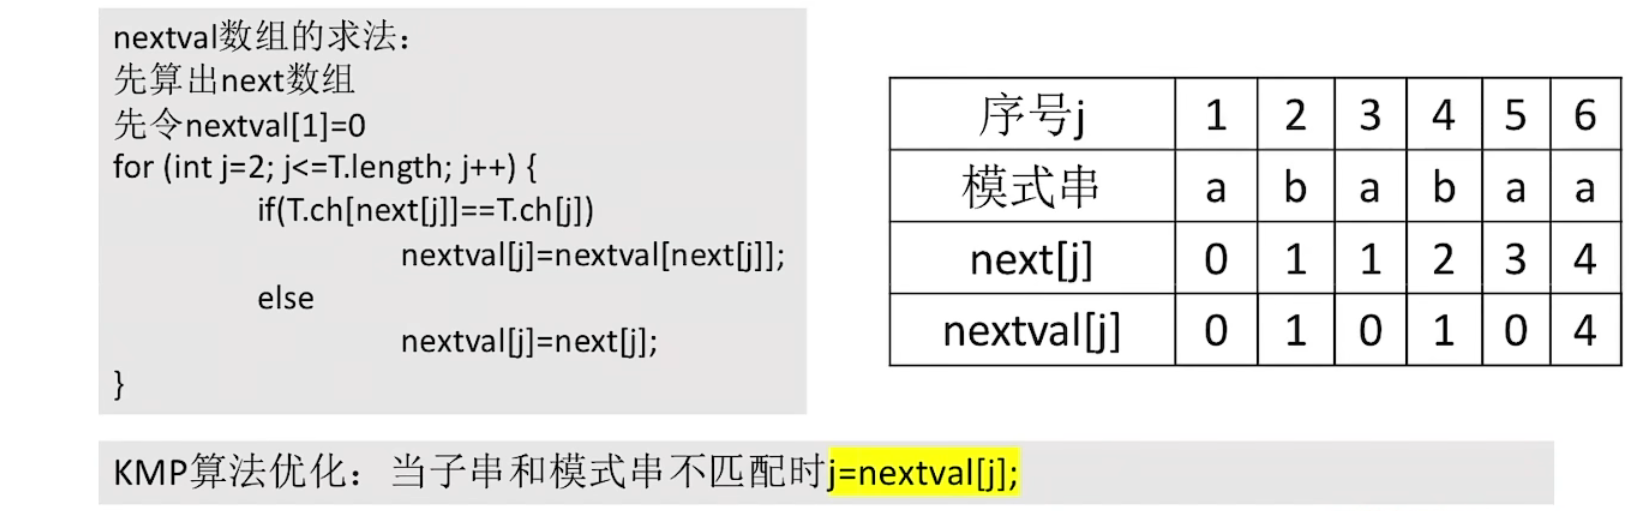 nextval数组的求法：
先算出next数组
先令nextval[1]=0
for (int j=2; j<=T.length; j++) {
if(T.ch[next[j]]==T.ch[j])
nextval[j]=nextval[next[j]];
else
nextval[j]=next[j];
}
序号j 1 2 3 4 5 6
模式串 a b a b a a
next[j] 0 1 1 2 3 4
nextval[j] 0 1 0 1 0 4
KMP算法优化：当子串和模式串不匹配时j=nextval[j];